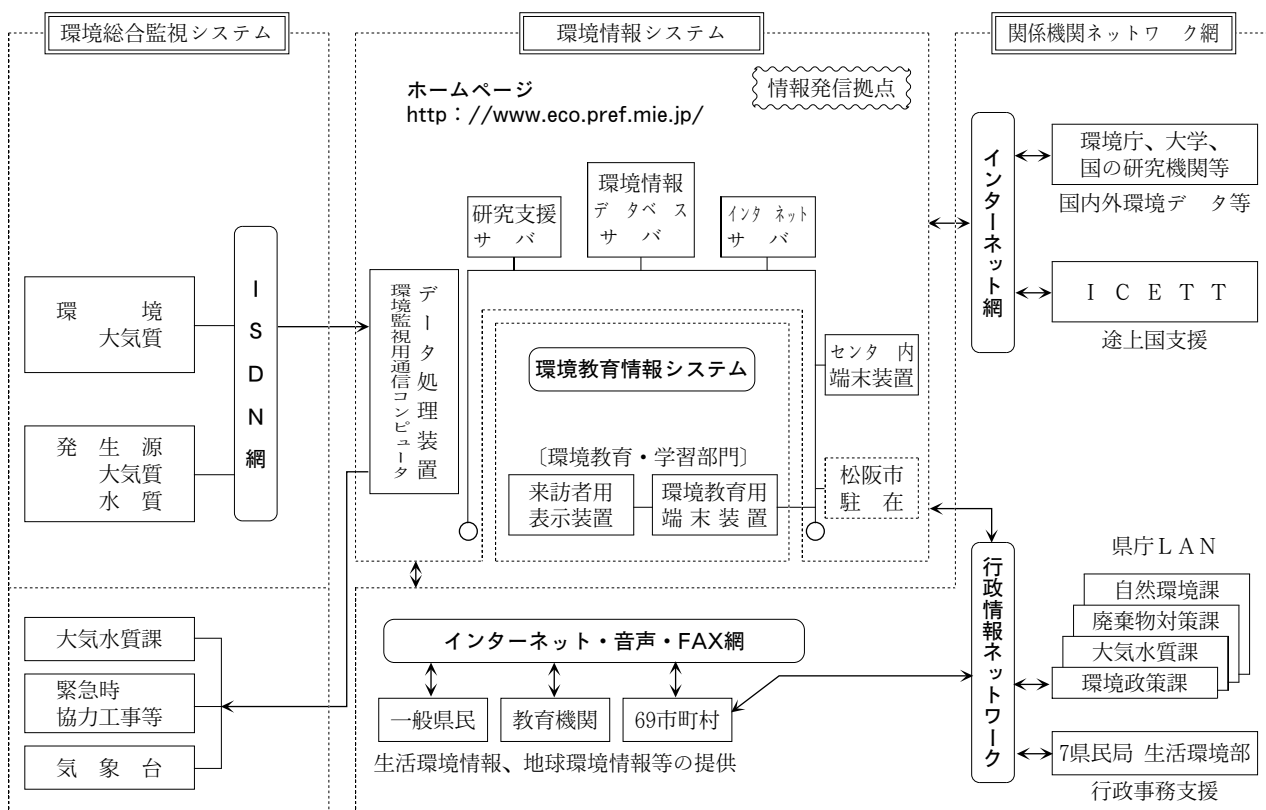 環境総合監視システム
環境情報システム
関係機関ネットワ ク網
ホームページ
http：//www.eco.pref.mie.jp/
情報発信拠点
研究支援
サ バ
環境情報
デ タベ ス
サ バ
インタ ネット
サ バ
インターネット網
環境庁、大学、
国の研究機関等
国内外環境デ タ等
ＩＣＥＴＴ
途上国支援
環 境
大気質
発 生 源
大気質
水 質
ＩＳＤＮ網
データ処理装置
環境監視用通信コンピュータ
環境教育情報システム
〔環境教育・学習部門〕
来訪者用
表示装置
環境教育用
端 末 装 置
センタ 内
端末装置
松阪市
駐 在
大気水質課
緊急時
協力工事等
気 象 台
インターネット・音声・FAX網
一般県民
教育機関
69市町村
生活環境情報、地球環境情報等の提供
行政情報ネットワーク
県庁ＬＡＮ
自然環境課
廃棄物対策課
大気水質課
環境政策課
7県民局 生活環境部
行政事務支援